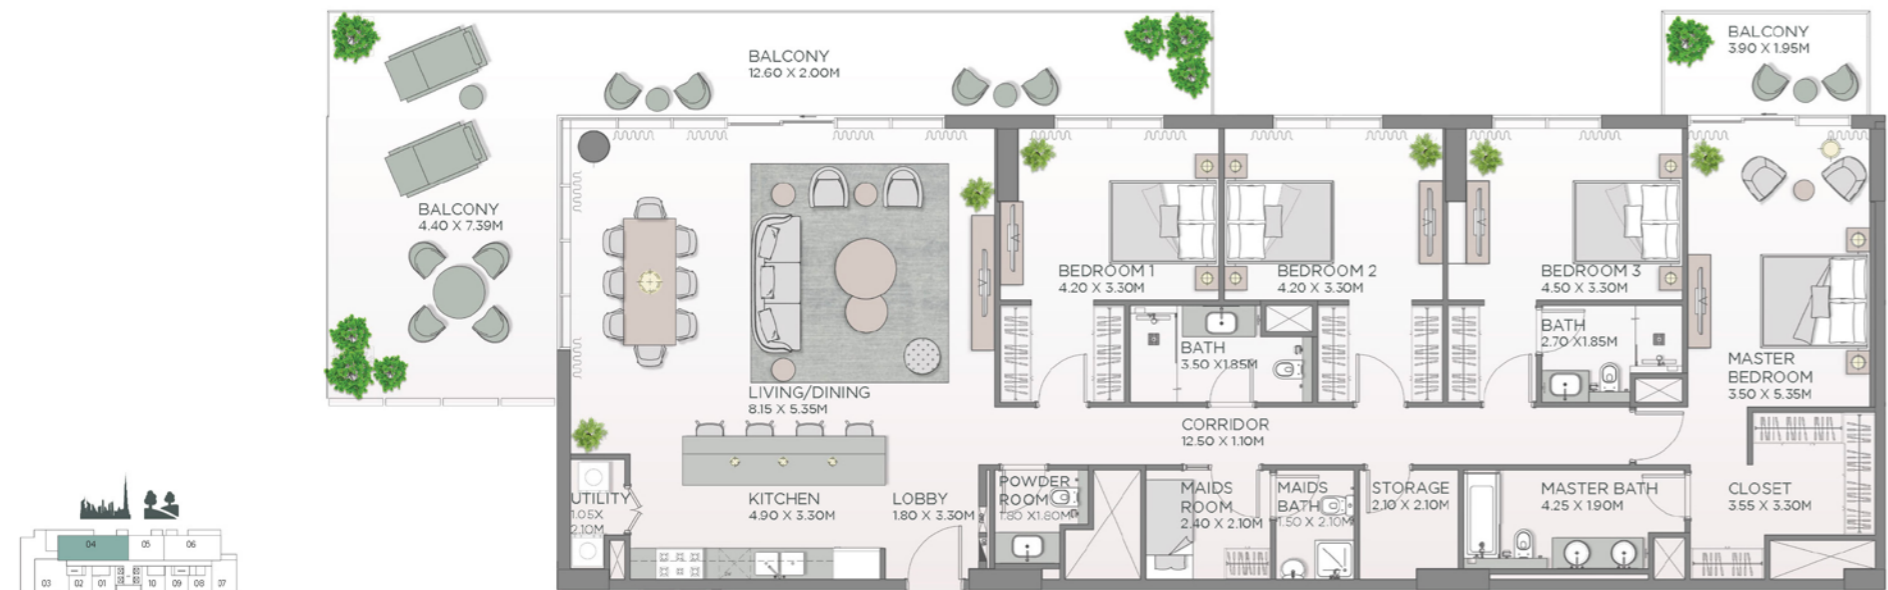 BALCONY
12.60 X 2.00M
BALCONY
3.90 X 1.95M
BALCONY
4.40 X 7.39M
BEDROOM 1
4.20 X 3.30M
BEDROOM 2
4.20 X 3.30M
BEDROOM 3
4.50 X 3.30M
BATH
3.50 X1.85M
BATH
2.70 X1.85M
MASTER
BEDROOM
3.50 X 5.35M
LIVING/DINING
8.15 X 5.35M
CORRIDOR
12.50 X 1.10M
UTILITY
1.05X
2.10M
KITCHEN
4.90 X 3.30M
LOBBY
1.80 X 3.30M
POWDER
ROOM
1.80 X1.80M
MAIDS
ROOM
2.40 X 2.10M
MAIDS
BATH
1.50 X 2.10M
STORAGE
2.10 X 2.10M
MASTER BATH
4.25 X 1.90M
CLOSET
3.55 X 3.30M
04
05
06
03
02
01
10
09
08
07